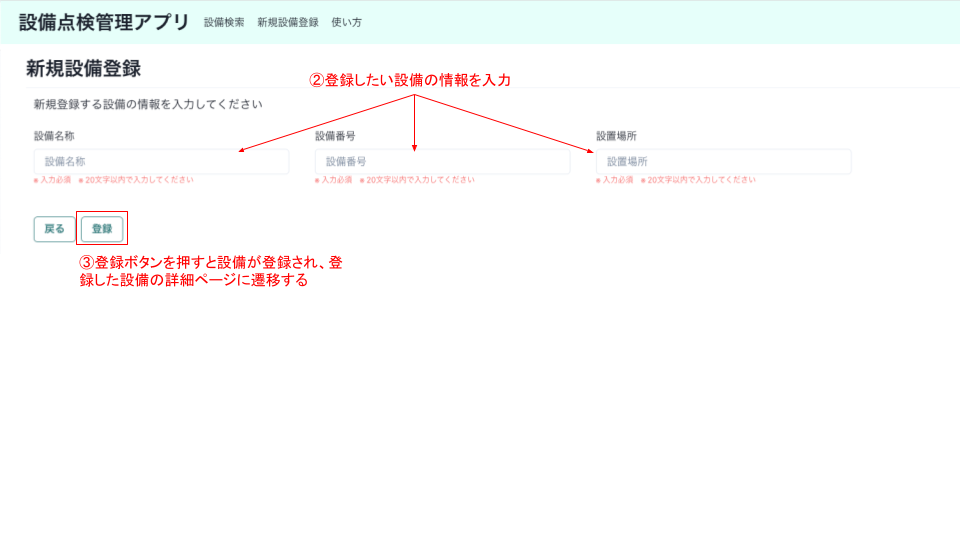 設備点検管理アプリ 設備検索 新規設備登録 使い方
新規設備登録
②登録したい設備の情報を入力
新規登録する設備の情報を入力してください
設備名称 設備番号 設置場所
設備名称 設備番号 設置場所
※ 入力必須 ※ 20文字以内で入力してください ※ 入力必須 ※ 20文字以内で入力してください ※ 入力必須 ※ 20文字以内で入力してください
戻る 登録
③登録ボタンを押すと設備が登録され、登
録した設備の詳細ページに遷移する